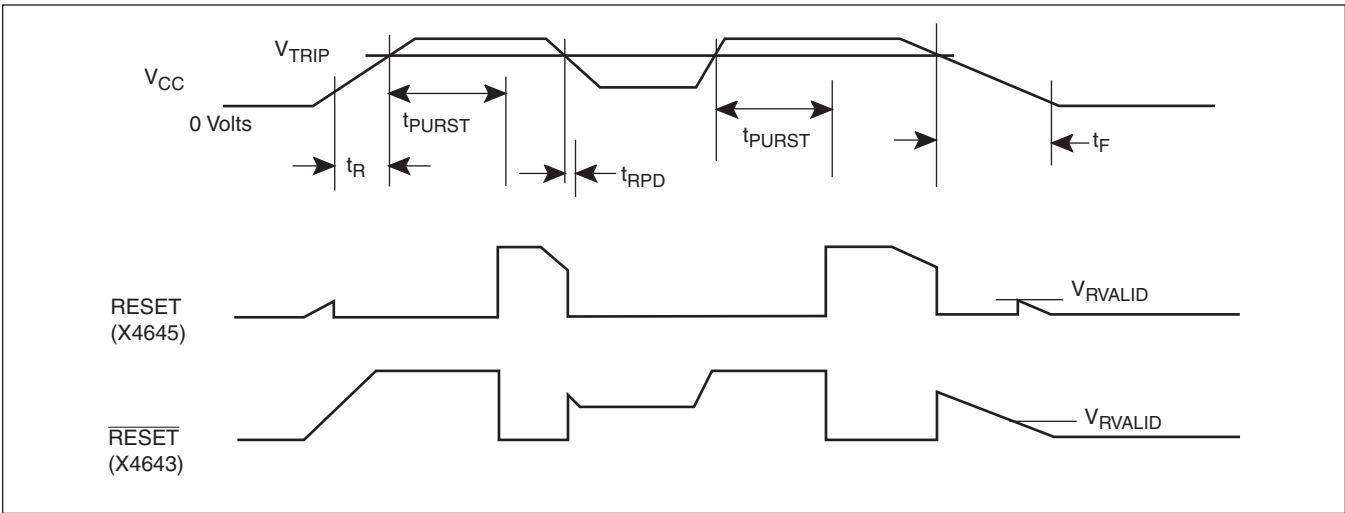 VTRIP
VCC
0 Volts
tPURST
tPURST
tR
tF
tRPD
VRVALID
RESET
(X4645)
VRVALID
RESET
(X4643)